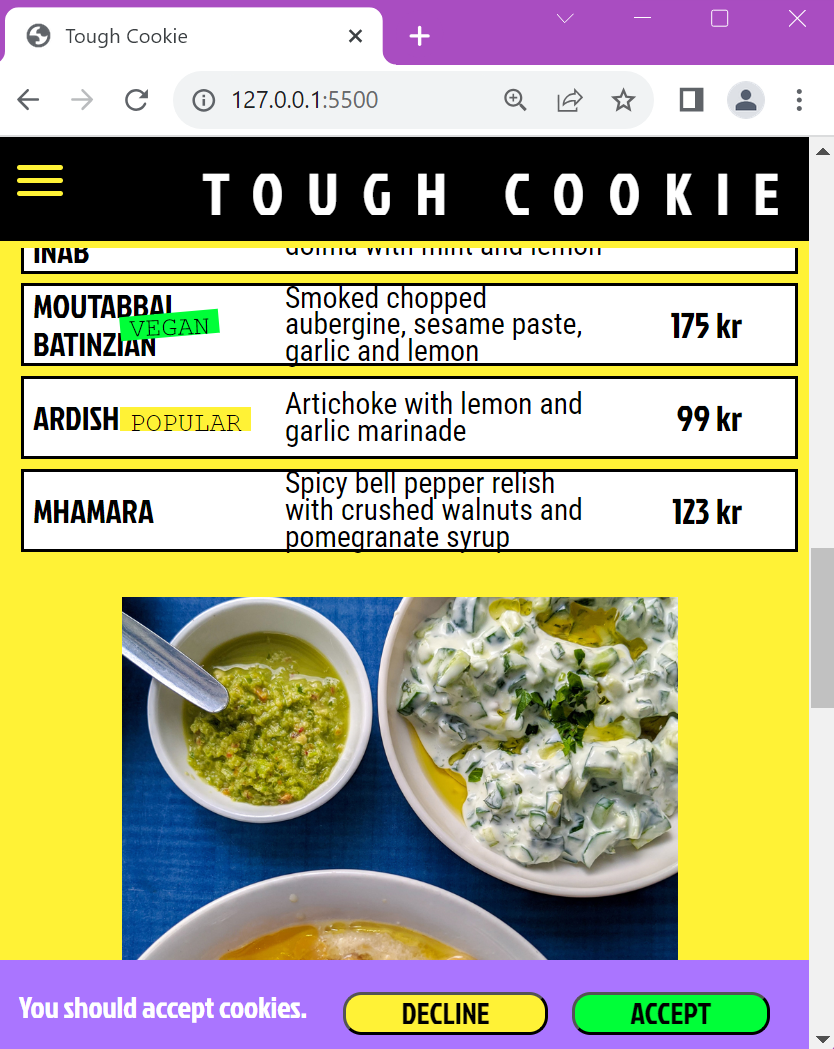 Tough Cookie
127.0.0.1:5500
TOUGH COOKIE
INAB
dolma with mint and lemon
MOUTABBAL
BATINZIAN
VEGAN
Smoked chopped
aubergine, sesame paste,
garlic and lemon
175 kr
ARDISH
POPULAR
Artichoke with lemon and
garlic marinade
99 kr
MHAMARA
Spicy bell pepper relish
with crushed walnuts and
pomegranate syrup
123 kr
You should accept cookies.
DECLINE
ACCEPT